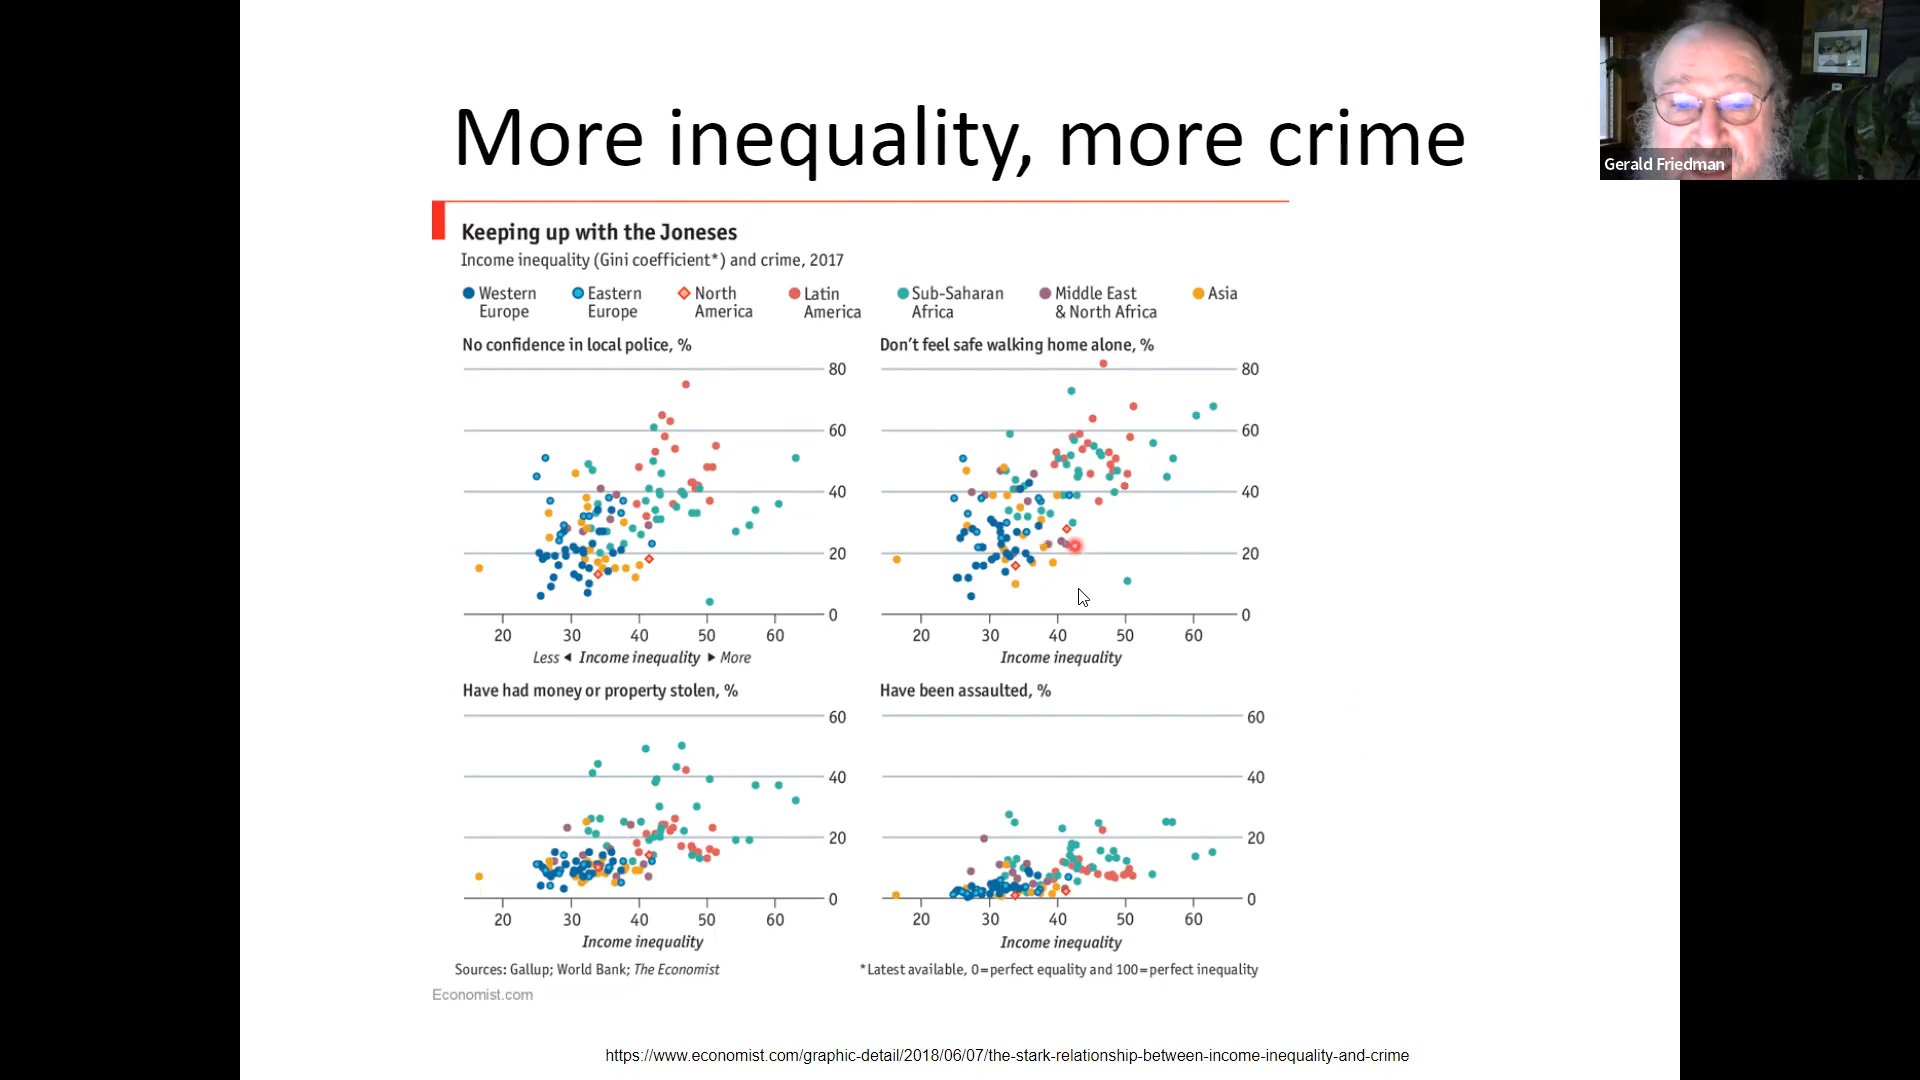 More inequality, more crime
Gerald Friedman
Keeping up with the Joneses
Income inequality (Gini coefficient*) and crime, 2017
Western Europe
Eastern Europe
North America
Latin America
Sub-Saharan Africa
Middle East & North Africa
Asia
No confidence in local police, %
80
60
40
20
0
20 30 40 50 60
Less ◄ Income inequality ► More
Don't feel safe walking home alone, %
80
60
40
20
0
20 30 40 50 60
Income inequality
Have had money or property stolen, %
60
40
20
0
20 30 40 50 60
Income inequality
Have been assaulted, %
60
40
20
0
20 30 40 50 60
Income inequality
Sources: Gallup; World Bank; The Economist
*Latest available, 0=perfect equality and 100=perfect inequality
Economist.com
https://www.economist.com/graphic-detail/2018/06/07/the-stark-relationship-between-income-inequality-and-crime